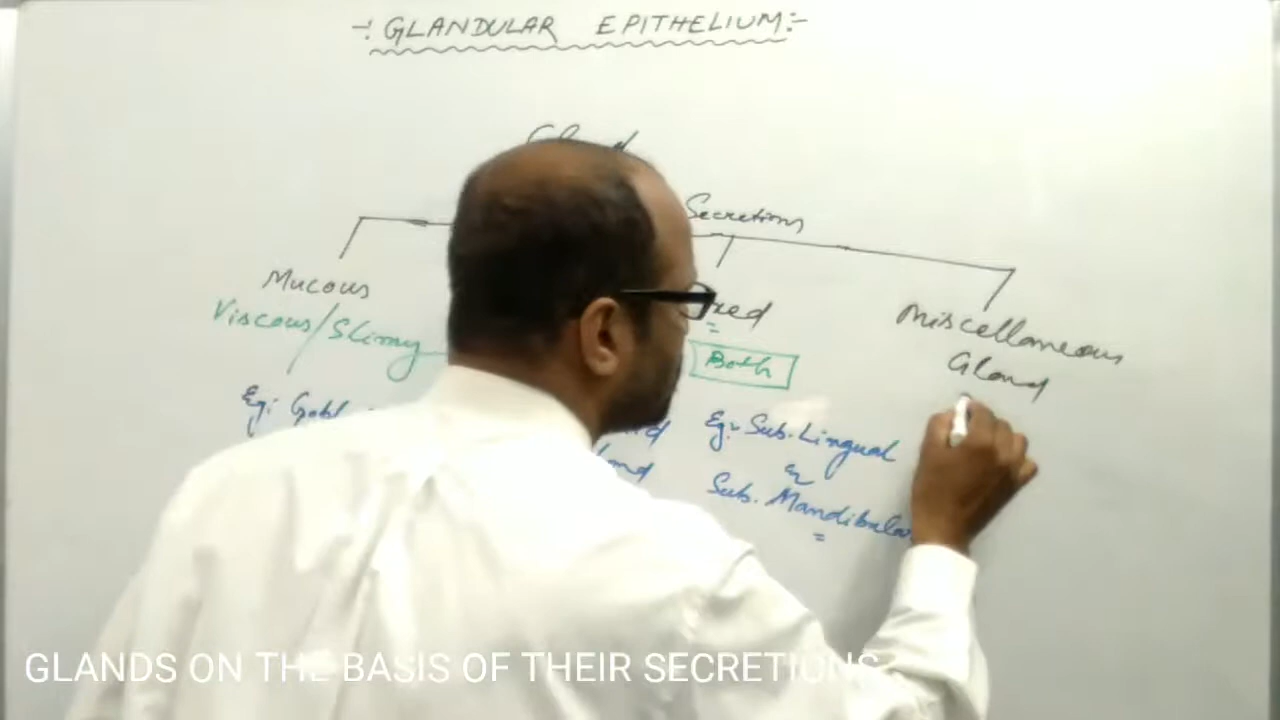 -: GLANDULAR EPITHELIUM :-
Secretions
Mucous
Viscous/Slimy
Miscellaneous
Gland
Both
Eg:
Eg:- Sub. Lingual
&
Sub. Mandibular
GLANDS ON THE BASIS OF THEIR SECRETIONS